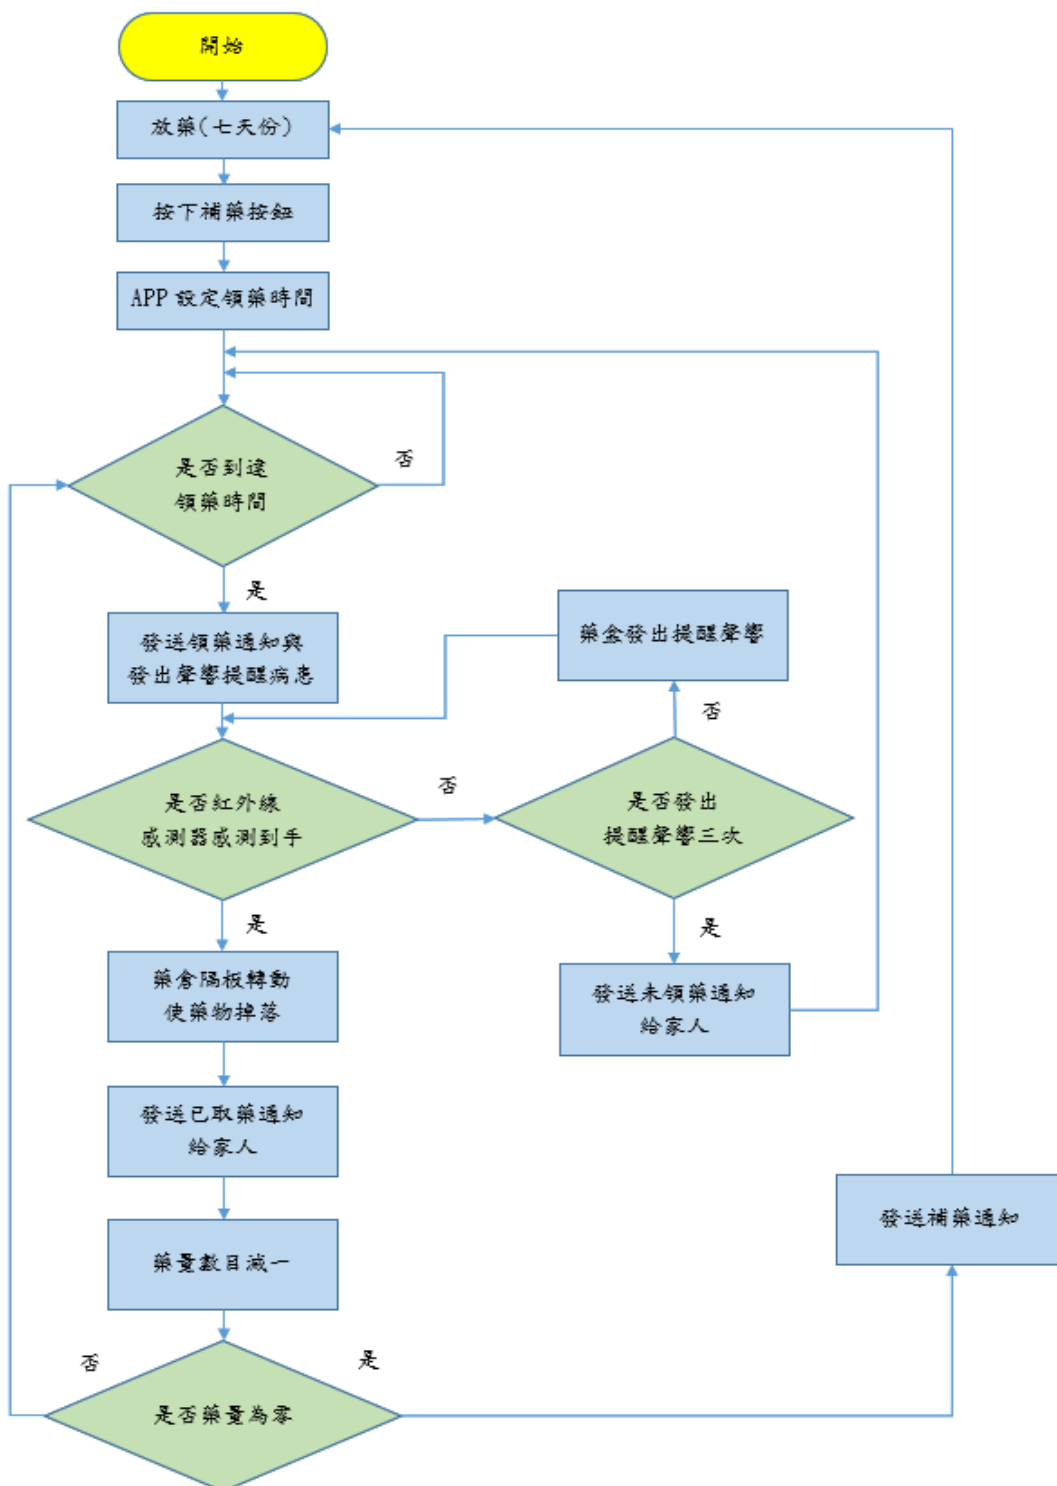 開始
放藥(七天份)
按下補藥按鈕
APP 設定領藥時間
是否到達
領藥時間
否
是
發送領藥通知與
發出聲響提醒病患
藥盒發出提醒聲響
否
是否紅外線
感測器感測到手
否
是否發出
提醒聲響三次
是
是
藥倉隔板轉動
使藥物掉落
發送未領藥通知
給家人
發送已取藥通知
給家人
發送補藥通知
藥量數目減一
否
是
是否藥量為零